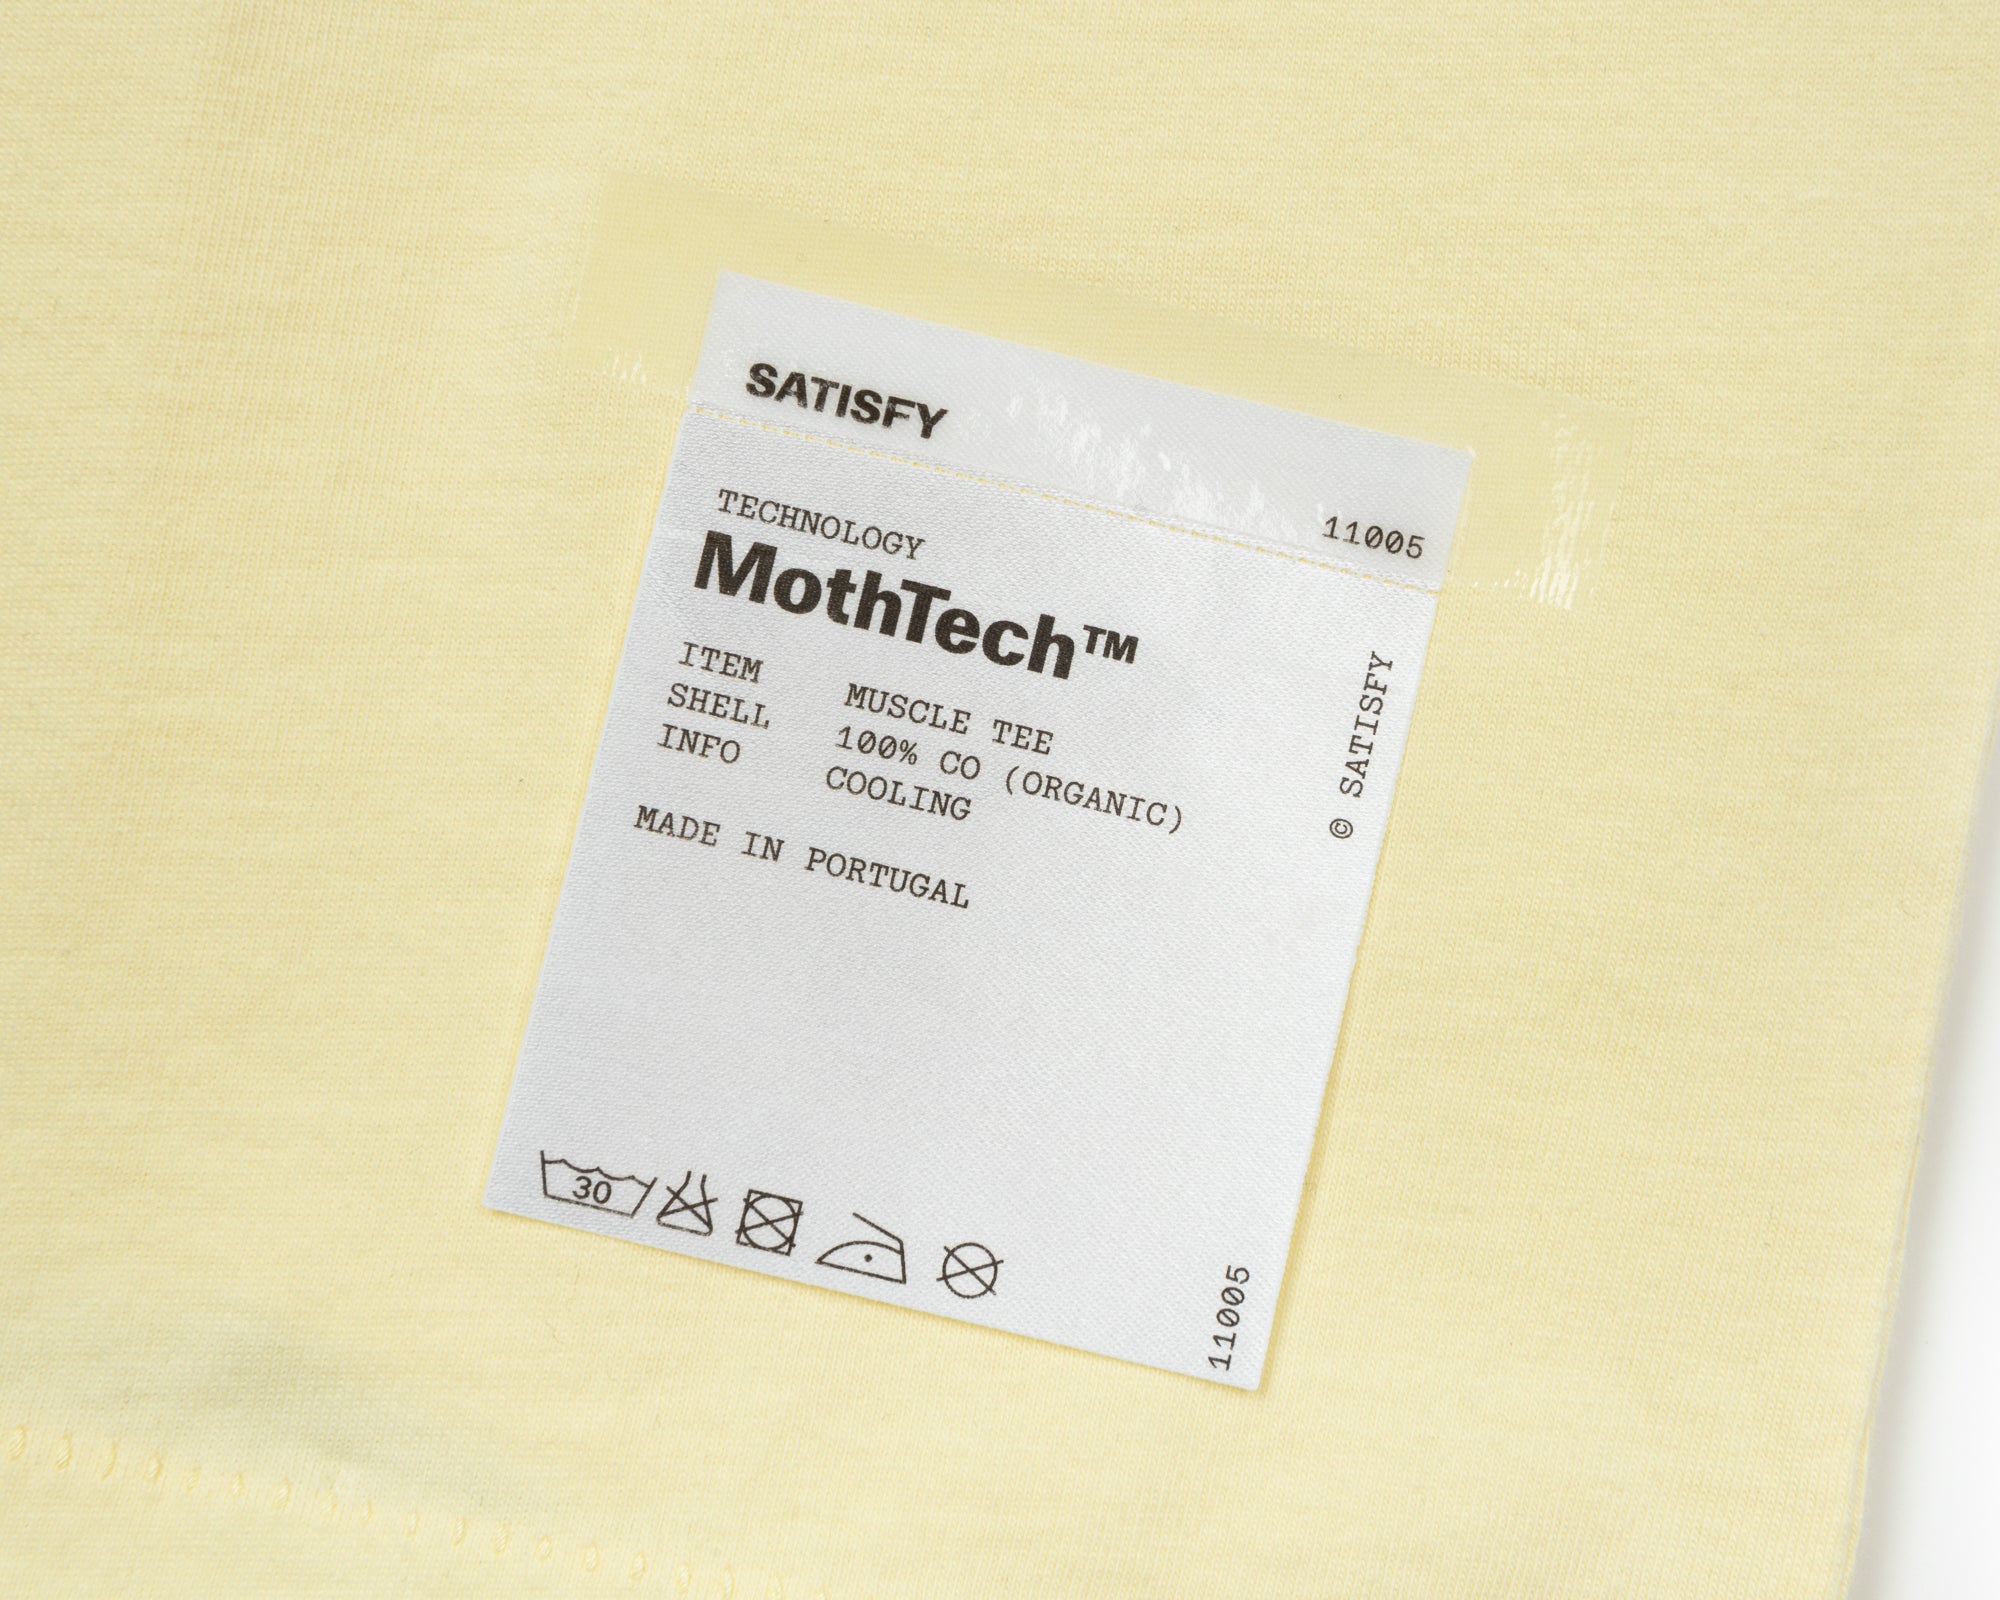 SATISFY
11005
TECHNOLOGY
MothTech™
ITEM MUSCLE TEE
SHELL 100% CO (ORGANIC)
INFO COOLING
MADE IN PORTUGAL
© SATISFY
30
11005